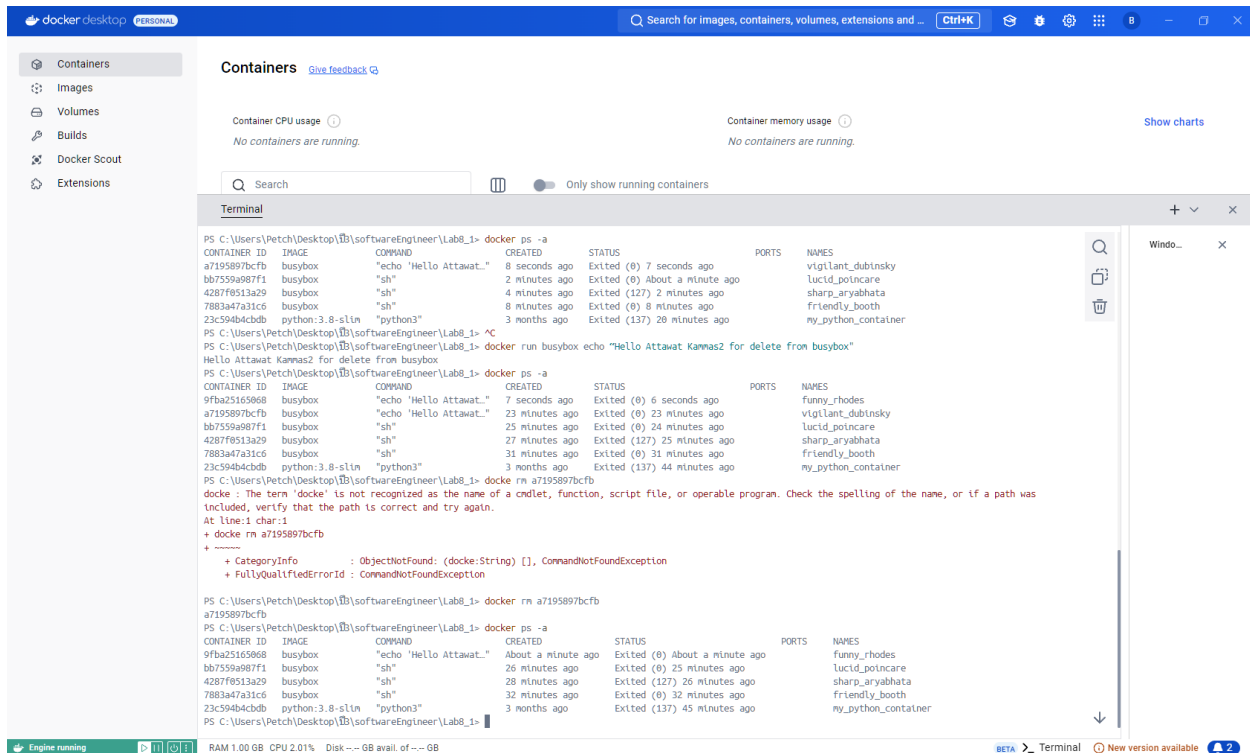 docker desktop PERSONAL
Search for images, containers, volumes, extensions and ... Ctrl+K
B
Containers
Images
Volumes
Builds
Docker Scout
Extensions
Containers Give feedback
Container CPU usage
No containers are running.
Container memory usage
No containers are running.
Show charts
Search
Only show running containers
Terminal
Windo...
PS C:\Users\Petch\Desktop\ปี3\softwareEngineer\Lab8_1> docker ps -a
CONTAINER ID IMAGE COMMAND CREATED STATUS PORTS NAMES
a7195897bcfb busybox "echo 'Hello Attawat…" 8 seconds ago Exited (0) 7 seconds ago vigilant_dubinsky
bb7559a987f1 busybox "sh" 2 minutes ago Exited (0) About a minute ago lucid_poincare
4287f0513a29 busybox "sh" 4 minutes ago Exited (127) 2 minutes ago sharp_aryabhata
7883a47a31c6 busybox "sh" 8 minutes ago Exited (0) 8 minutes ago friendly_booth
23c594b4cbdb python:3.8-slim "python3" 3 months ago Exited (137) 20 minutes ago my_python_container
PS C:\Users\Petch\Desktop\ปี3\softwareEngineer\Lab8_1> ^C
PS C:\Users\Petch\Desktop\ปี3\softwareEngineer\Lab8_1> docker run busybox echo "Hello Attawat Kammas2 for delete from busybox"
Hello Attawat Kammas2 for delete from busybox
PS C:\Users\Petch\Desktop\ปี3\softwareEngineer\Lab8_1> docker ps -a
CONTAINER ID IMAGE COMMAND CREATED STATUS PORTS NAMES
9fba25165068 busybox "echo 'Hello Attawat…" 7 seconds ago Exited (0) 6 seconds ago funny_rhodes
a7195897bcfb busybox "echo 'Hello Attawat…" 23 minutes ago Exited (0) 23 minutes ago vigilant_dubinsky
bb7559a987f1 busybox "sh" 25 minutes ago Exited (0) 24 minutes ago lucid_poincare
4287f0513a29 busybox "sh" 27 minutes ago Exited (127) 25 minutes ago sharp_aryabhata
7883a47a31c6 busybox "sh" 31 minutes ago Exited (0) 31 minutes ago friendly_booth
23c594b4cbdb python:3.8-slim "python3" 3 months ago Exited (137) 44 minutes ago my_python_container
PS C:\Users\Petch\Desktop\ปี3\softwareEngineer\Lab8_1> docke rm a7195897bcfb
docke : The term 'docke' is not recognized as the name of a cmdlet, function, script file, or operable program. Check the spelling of the name, or if a path was
included, verify that the path is correct and try again.
At line:1 char:1
+ docke rm a7195897bcfb
+ ~~~~~
+ CategoryInfo : ObjectNotFound: (docke:String) [], CommandNotFoundException
+ FullyQualifiedErrorId : CommandNotFoundException
PS C:\Users\Petch\Desktop\ปี3\softwareEngineer\Lab8_1> docker rm a7195897bcfb
a7195897bcfb
PS C:\Users\Petch\Desktop\ปี3\softwareEngineer\Lab8_1> docker ps -a
CONTAINER ID IMAGE COMMAND CREATED STATUS PORTS NAMES
9fba25165068 busybox "echo 'Hello Attawat…" About a minute ago Exited (0) About a minute ago funny_rhodes
bb7559a987f1 busybox "sh" 26 minutes ago Exited (0) 25 minutes ago lucid_poincare
4287f0513a29 busybox "sh" 28 minutes ago Exited (127) 26 minutes ago sharp_aryabhata
7883a47a31c6 busybox "sh" 32 minutes ago Exited (0) 32 minutes ago friendly_booth
23c594b4cbdb python:3.8-slim "python3" 3 months ago Exited (137) 45 minutes ago my_python_container
PS C:\Users\Petch\Desktop\ปี3\softwareEngineer\Lab8_1>
Engine running RAM 1.00 GB CPU 2.01% Disk --.-- GB avail. of --.-- GB BETA >_ Terminal New version available 2